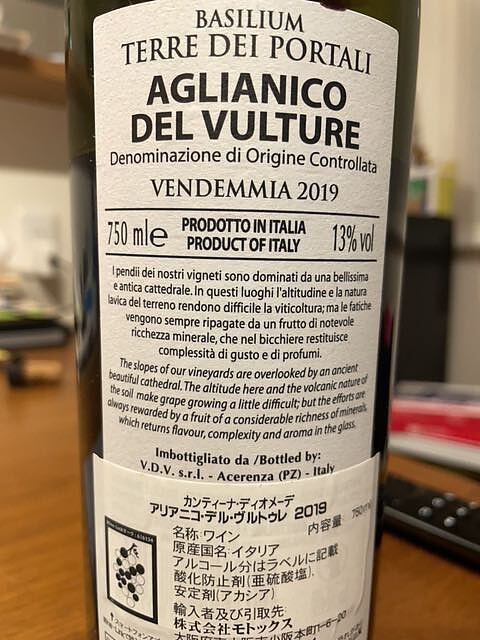 BASILIUM
TERRE DEI PORTALI
AGLIANICO
DEL VULTURE
Denominazione di Origine Controllata
VENDEMMIA 2019
750 ml e
PRODOTTO IN ITALIA
PRODUCT OF ITALY
13% vol
I pendii dei nostri vigneti sono dominati da una bellissima
e antica cattedrale. In questi luoghi l'altitudine e la natura
lavica del terreno rendono difficile la viticoltura; ma le fatiche
vengono sempre ripagate da un frutto di notevole
ricchezza minerale, che nel bicchiere restituisce
complessità di gusto e di profumi.
The slopes of our vineyards are overlooked by an ancient
beautiful cathedral. The altitude here and the volcanic nature of
the soil make grape growing a little difficult; but the efforts are
always rewarded by a fruit of a considerable richness of minerals,
which returns flavour, complexity and aroma in the glass.
Imbottigliato da /Bottled by:
V.D.V. s.r.l. - Acerenza (PZ) - Italy
カンティーナ・ディオメーデ
アリアニコ・デル・ヴルトゥレ 2019
名称:ワイン
内容量 750ml
原産国名:イタリア
アルコール分はラベルに記載
酸化防止剤(亜硫酸塩)、
安定剤(アカシア)
輸入者及び引取先:
株式会社モトックス